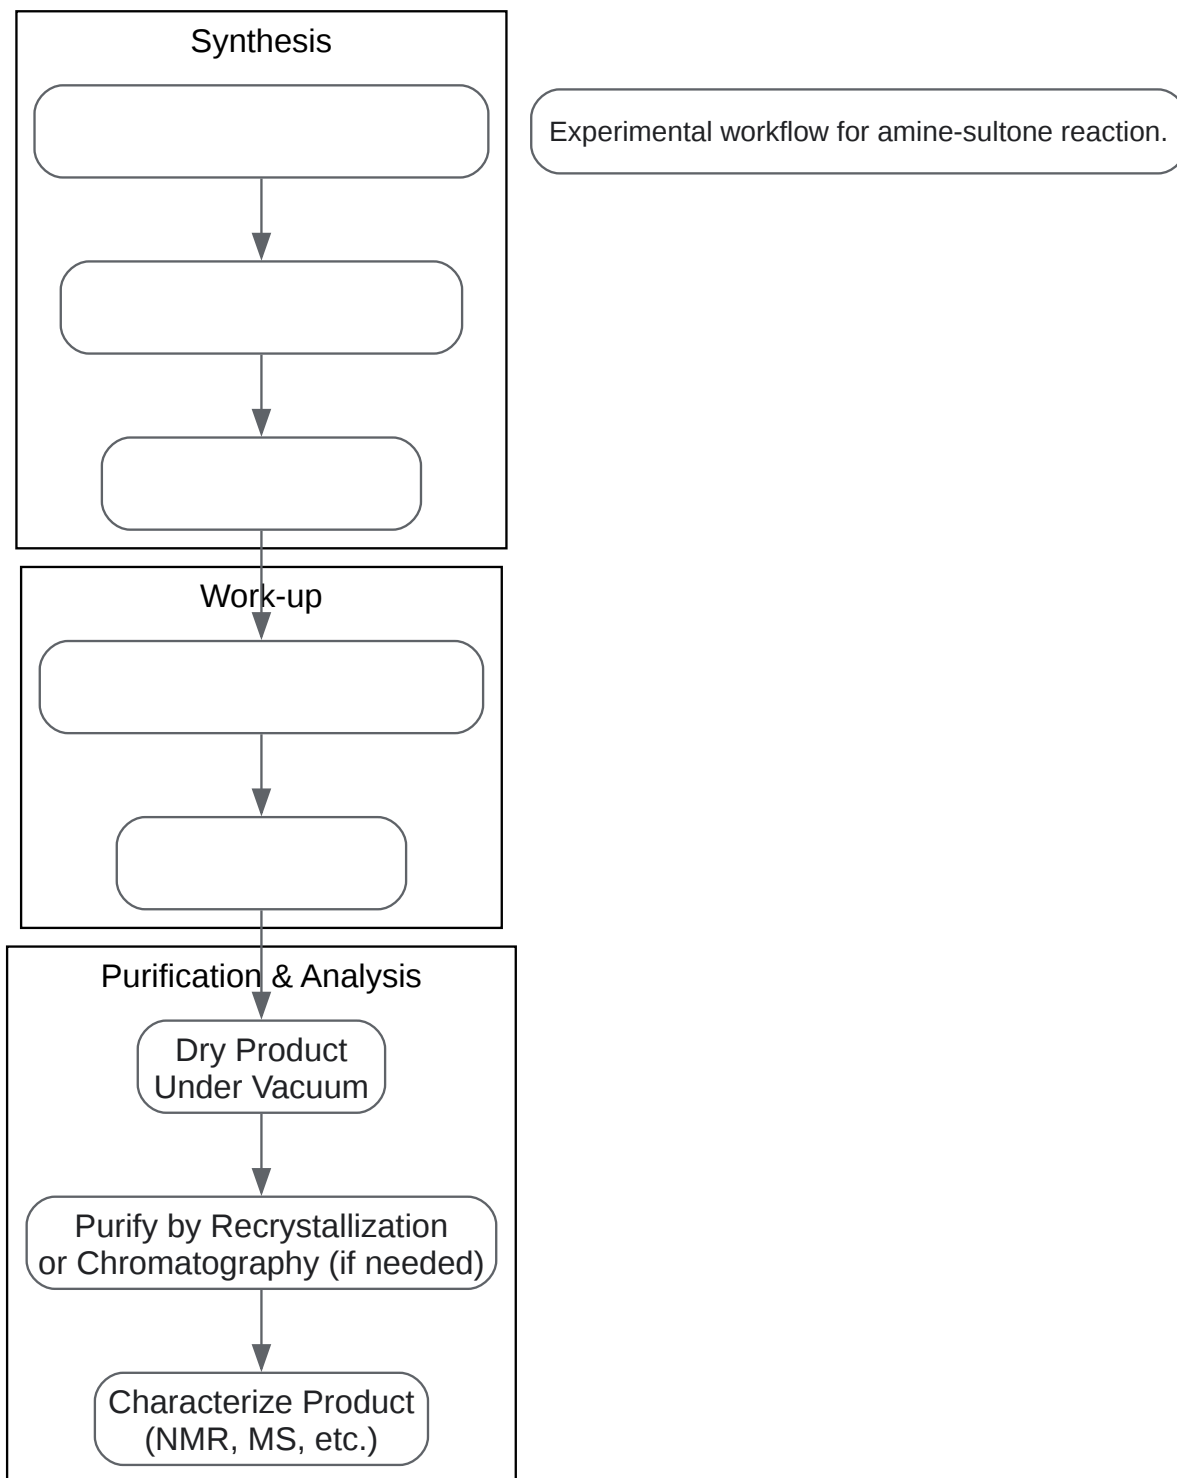 Synthesis
Experimental workflow for amine-sultone reaction.
Work-up
Purification & Analysis
Dry Product
Under Vacuum
Purify by Recrystallization
or Chromatography (if needed)
Characterize Product
(NMR, MS, etc.)